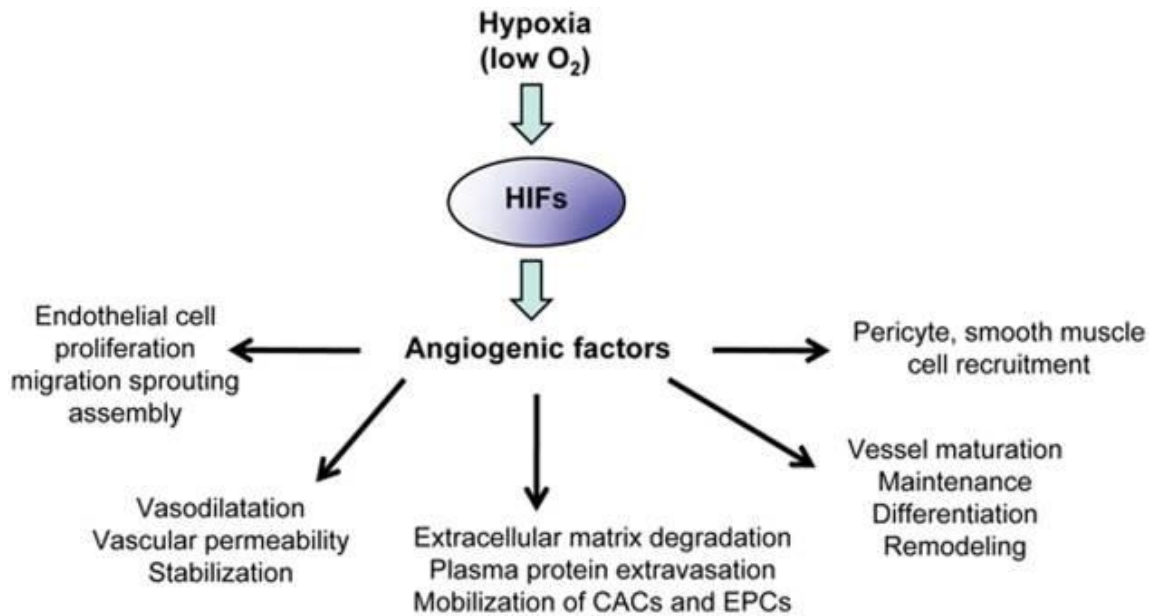 Hypoxia
(low O₂)
HIFs
Angiogenic factors
Endothelial cell
proliferation
migration sprouting
assembly
Vasodilatation
Vascular permeability
Stabilization
Extracellular matrix degradation
Plasma protein extravasation
Mobilization of CACs and EPCs
Vessel maturation
Maintenance
Differentiation
Remodeling
Pericyte, smooth muscle
cell recruitment